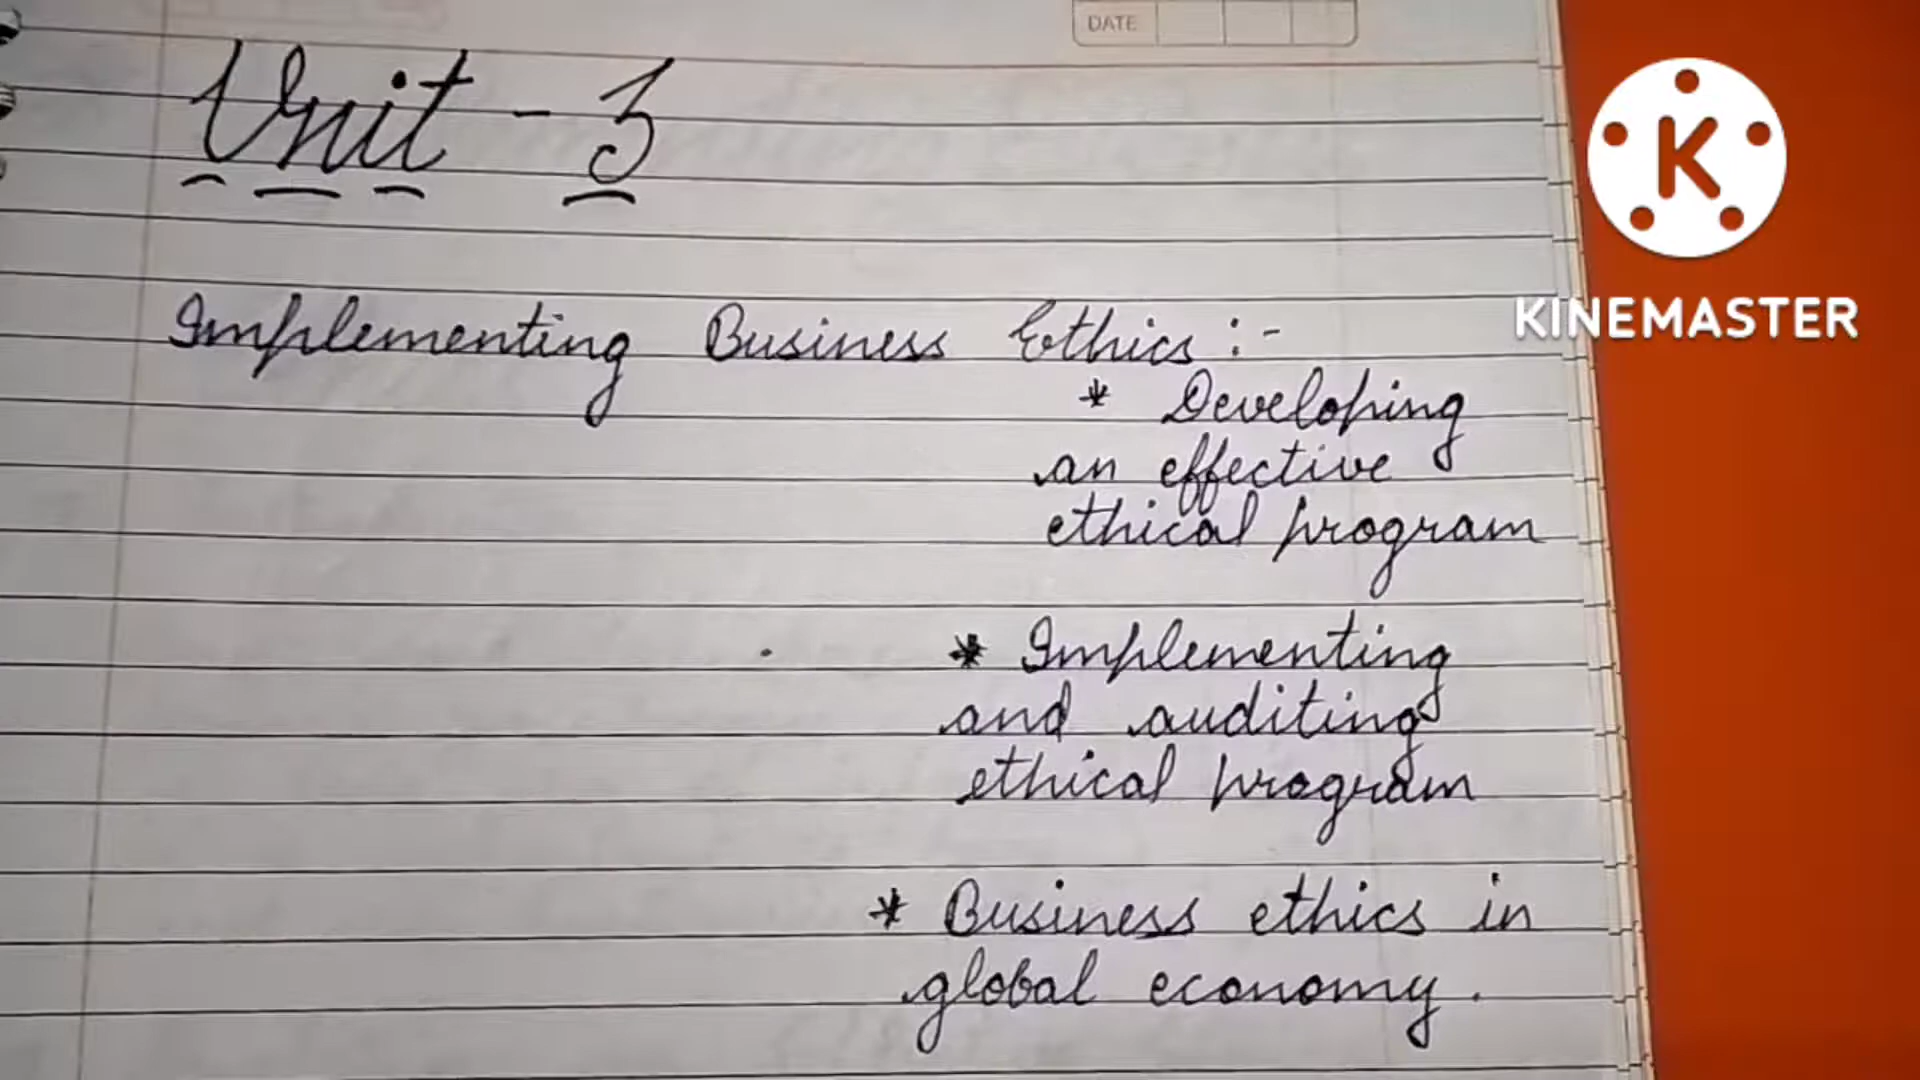 DATE
Unit - 3
KINEMASTER
Implementing Business Ethics :-
* Developing
an effective
ethical program
* Implementing
and auditing
ethical program
* Business ethics in
global economy.